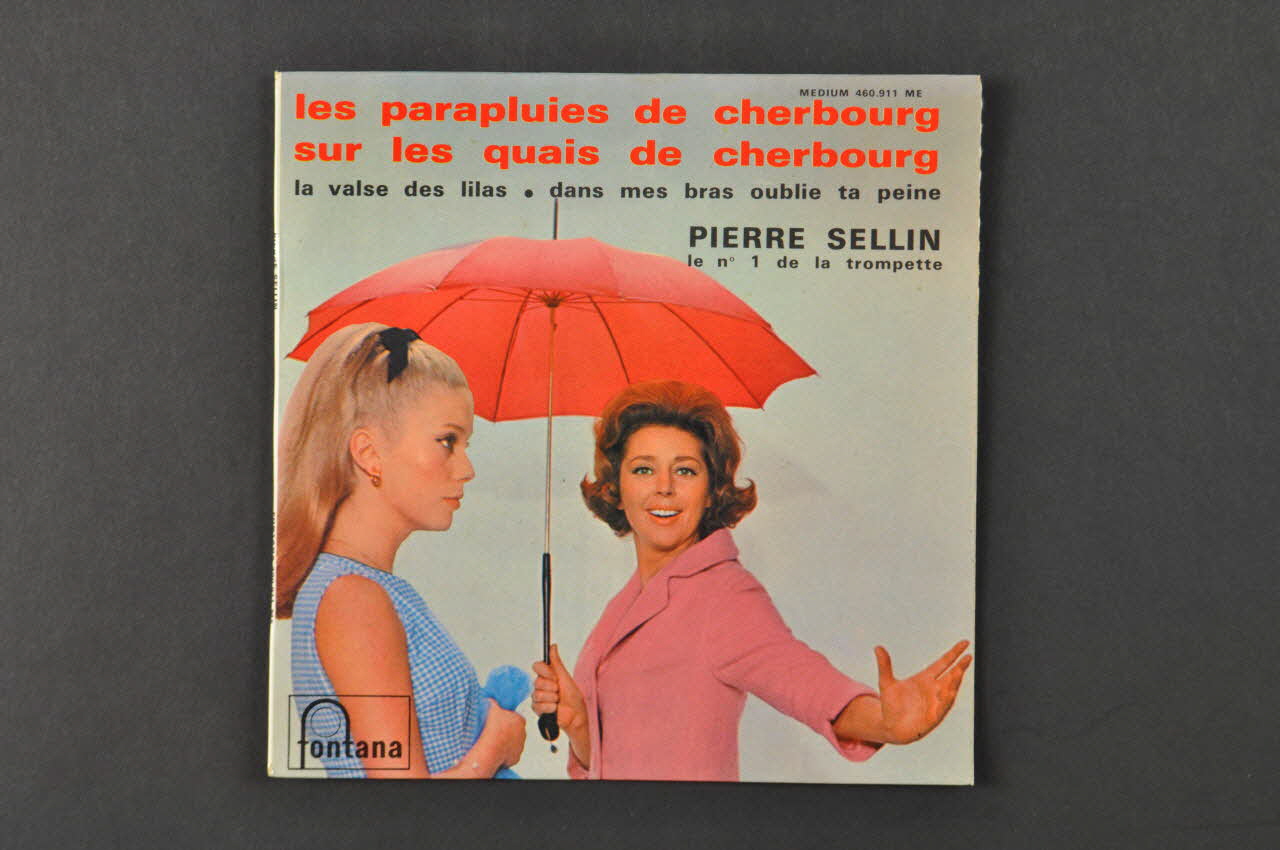 MEDIUM 460.911 ME
les parapluies de cherbourg
sur les quais de cherbourg
la valse des lilas • dans mes bras oublie ta peine
PIERRE SELLIN
le n° 1 de la trompette
fontana